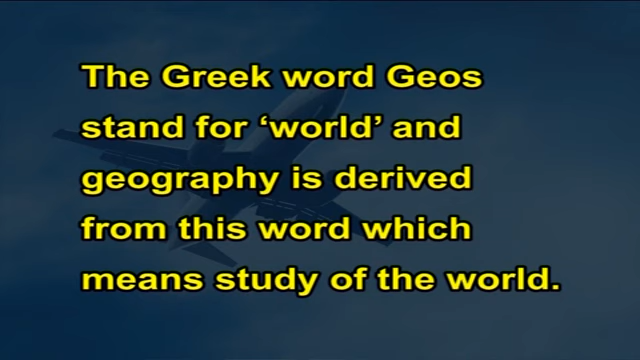 The Greek word Geos
stand for ‘world’ and
geography is derived
from this word which
means study of the world.